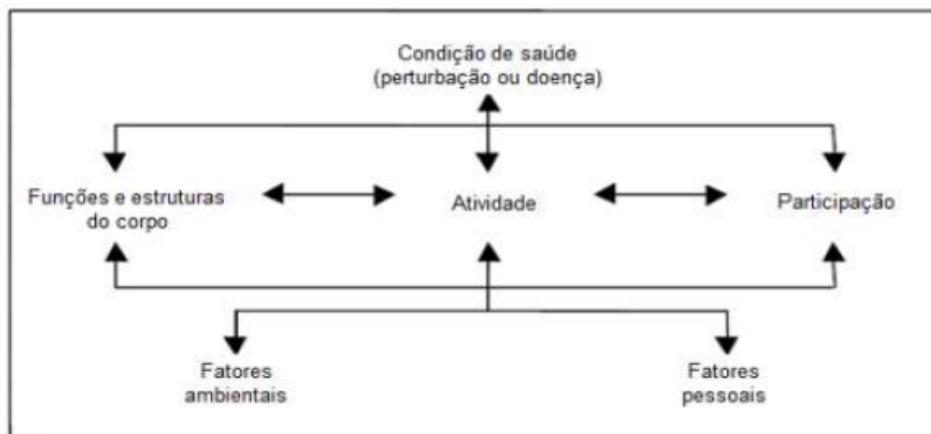 Condição de saúde
(perturbação ou doença)
Funções e estruturas
do corpo
Atividade
Participação
Fatores
ambientais
Fatores
pessoais